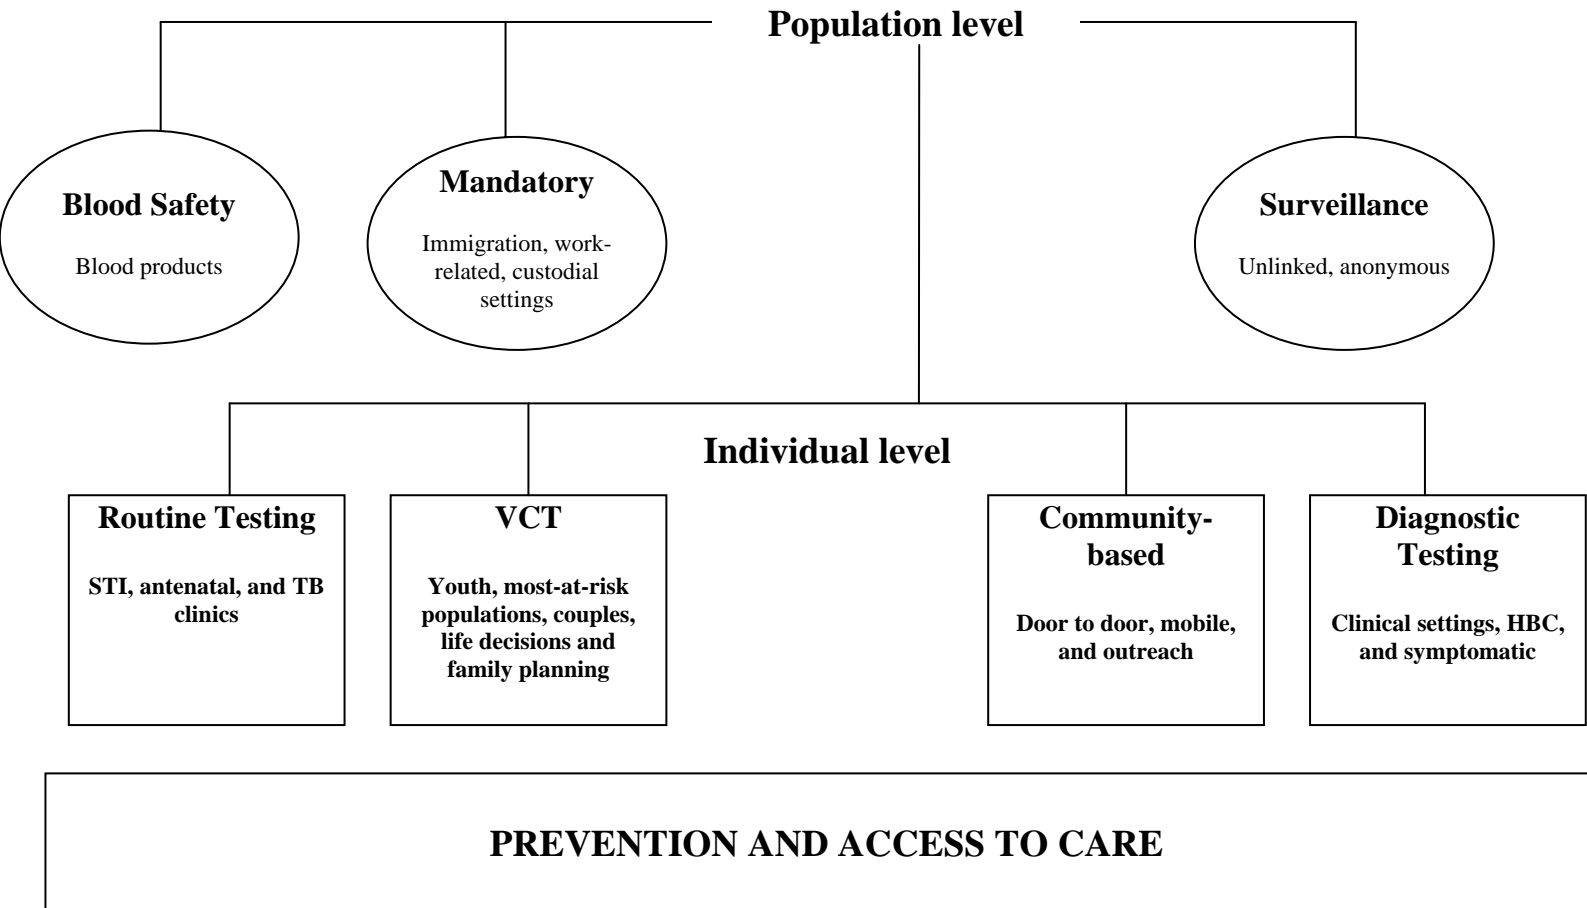 Population level
Blood Safety
Blood products
Mandatory
Immigration, work-
related, custodial
settings
Surveillance
Unlinked, anonymous
Individual level
Routine Testing
STI, antenatal, and TB
clinics
VCT
Youth, most-at-risk
populations, couples,
life decisions and
family planning
Community-
based
Door to door, mobile,
and outreach
Diagnostic
Testing
Clinical settings, HBC,
and symptomatic
PREVENTION AND ACCESS TO CARE